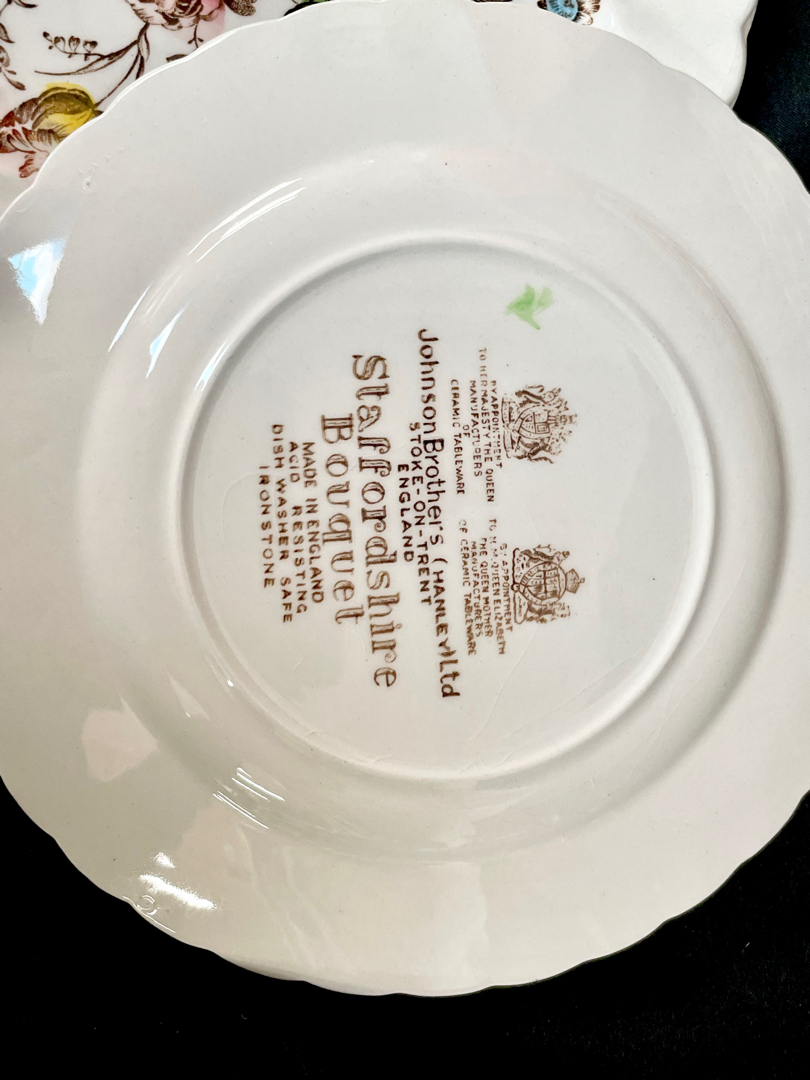 BY APPOINTMENT
TO HER MAJESTY THE QUEEN
MANUFACTURERS
OF
CERAMIC TABLEWARE
BY APPOINTMENT
TO H.M. QUEEN ELIZABETH
THE QUEEN MOTHER
MANUFACTURERS
OF CERAMIC TABLEWARE
Johnson Brothers (HANLEY) Ltd
STOKE-ON-TRENT
ENGLAND
Staffordshire
Bouquet
MADE IN ENGLAND
ACID RESISTING
DISH WASHER SAFE
IRONSTONE